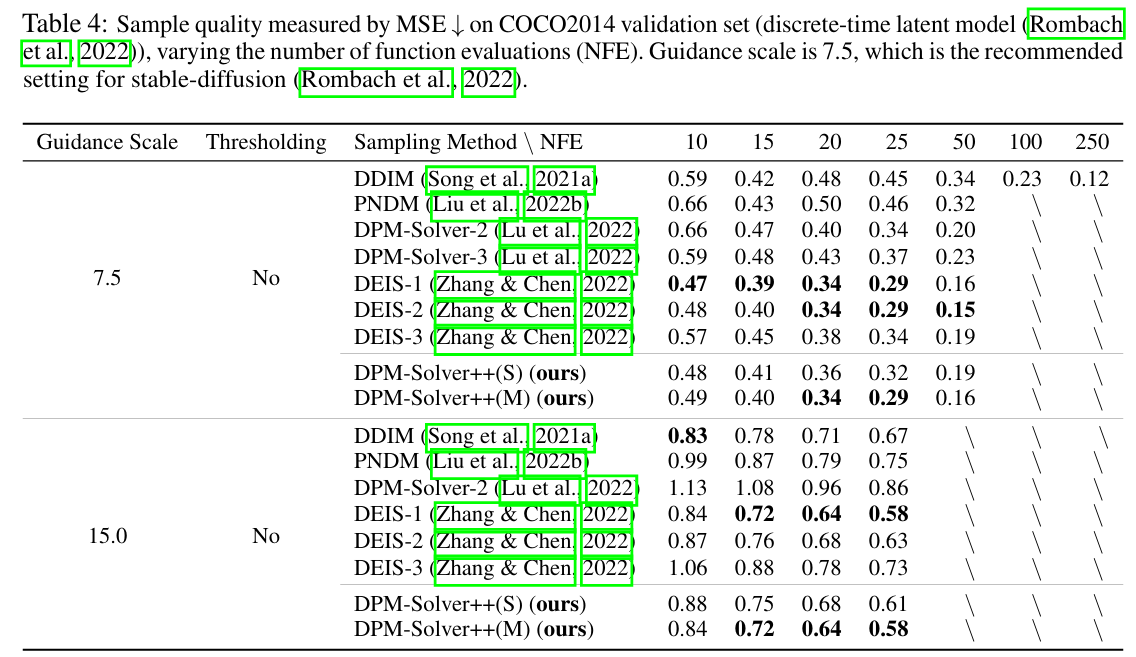 Table 4: Sample quality measured by MSE ↓ on COCO2014 validation set (discrete-time latent model (Rombach
et al., 2022)), varying the number of function evaluations (NFE). Guidance scale is 7.5, which is the recommended
setting for stable-diffusion (Rombach et al., 2022).
Guidance Scale Thresholding Sampling Method \ NFE 10 15 20 25 50 100 250
DDIM (Song et al., 2021a) 0.59 0.42 0.48 0.45 0.34 0.23 0.12
PNDM (Liu et al., 2022b) 0.66 0.43 0.50 0.46 0.32 \ \
DPM-Solver-2 (Lu et al., 2022) 0.66 0.47 0.40 0.34 0.20 \ \
DPM-Solver-3 (Lu et al., 2022) 0.59 0.48 0.43 0.37 0.23 \ \
7.5 No DEIS-1 (Zhang & Chen, 2022) 0.47 0.39 0.34 0.29 0.16 \ \
DEIS-2 (Zhang & Chen, 2022) 0.48 0.40 0.34 0.29 0.15 \ \
DEIS-3 (Zhang & Chen, 2022) 0.57 0.45 0.38 0.34 0.19 \ \
DPM-Solver++(S) (ours) 0.48 0.41 0.36 0.32 0.19 \ \
DPM-Solver++(M) (ours) 0.49 0.40 0.34 0.29 0.16 \ \
DDIM (Song et al., 2021a) 0.83 0.78 0.71 0.67 \ \ \
PNDM (Liu et al., 2022b) 0.99 0.87 0.79 0.75 \ \ \
DPM-Solver-2 (Lu et al., 2022) 1.13 1.08 0.96 0.86 \ \ \
DEIS-1 (Zhang & Chen, 2022) 0.84 0.72 0.64 0.58 \ \ \
15.0 No DEIS-2 (Zhang & Chen, 2022) 0.87 0.76 0.68 0.63 \ \ \
DEIS-3 (Zhang & Chen, 2022) 1.06 0.88 0.78 0.73 \ \ \
DPM-Solver++(S) (ours) 0.88 0.75 0.68 0.61 \ \ \
DPM-Solver++(M) (ours) 0.84 0.72 0.64 0.58 \ \ \